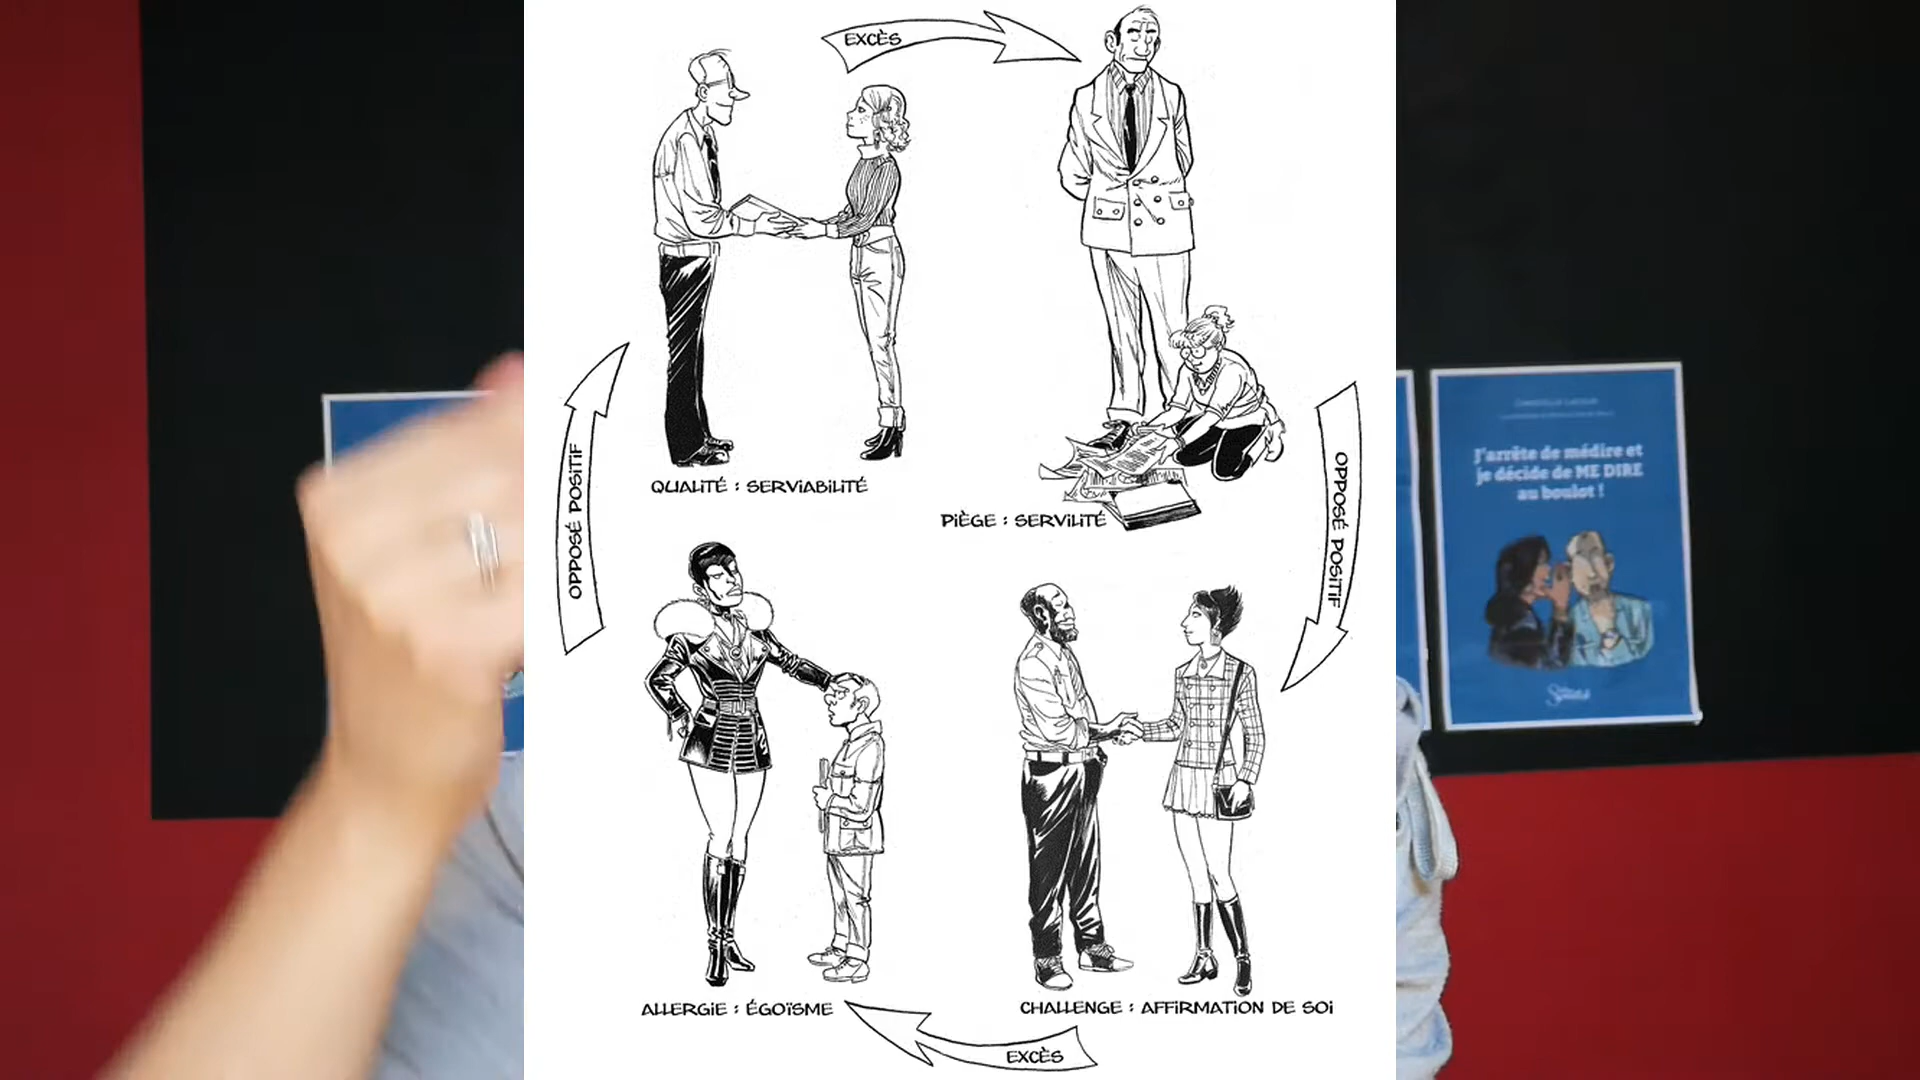 EXCÈS
QUALITÉ : SERVIABILITÉ
PIÈGE : SERVILITÉ
OPPOSÉ POSITIF
OPPOSÉ POSITIF
ALLERGIE : ÉGOÏSME
CHALLENGE : AFFIRMATION DE SOI
EXCÈS
J'arrête de médire et
je décide de ME DIRE
au boulot !